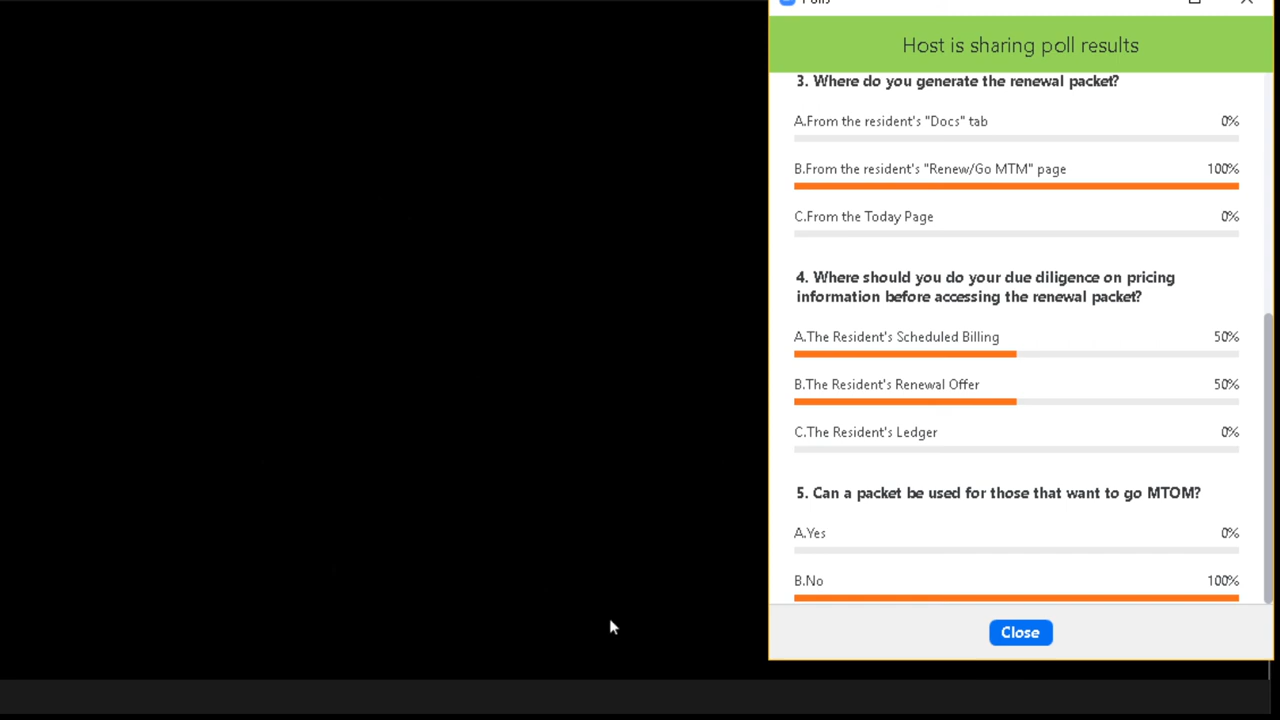 Polls
Host is sharing poll results
3. Where do you generate the renewal packet?
A.From the resident's "Docs" tab 0%
B.From the resident's "Renew/Go MTM" page 100%
C.From the Today Page 0%
4. Where should you do your due diligence on pricing
information before accessing the renewal packet?
A.The Resident's Scheduled Billing 50%
B.The Resident's Renewal Offer 50%
C.The Resident's Ledger 0%
5. Can a packet be used for those that want to go MTOM?
A.Yes 0%
B.No 100%
Close